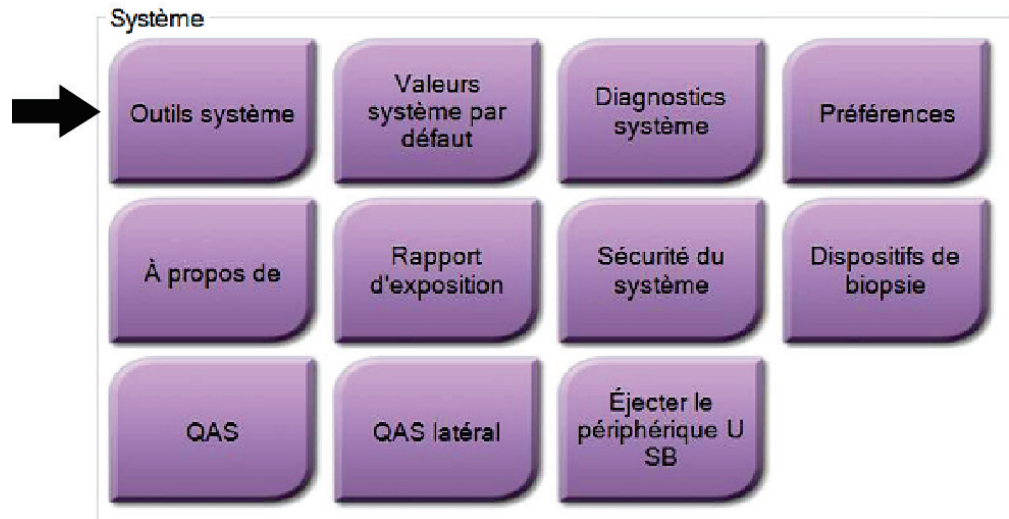 Système
Outils système
Valeurs
système par
défaut
Diagnostics
système
Préférences
À propos de
Rapport
d'exposition
Sécurité du
système
Dispositifs de
biopsie
QAS
QAS latéral
Éjecter le
périphérique U
SB